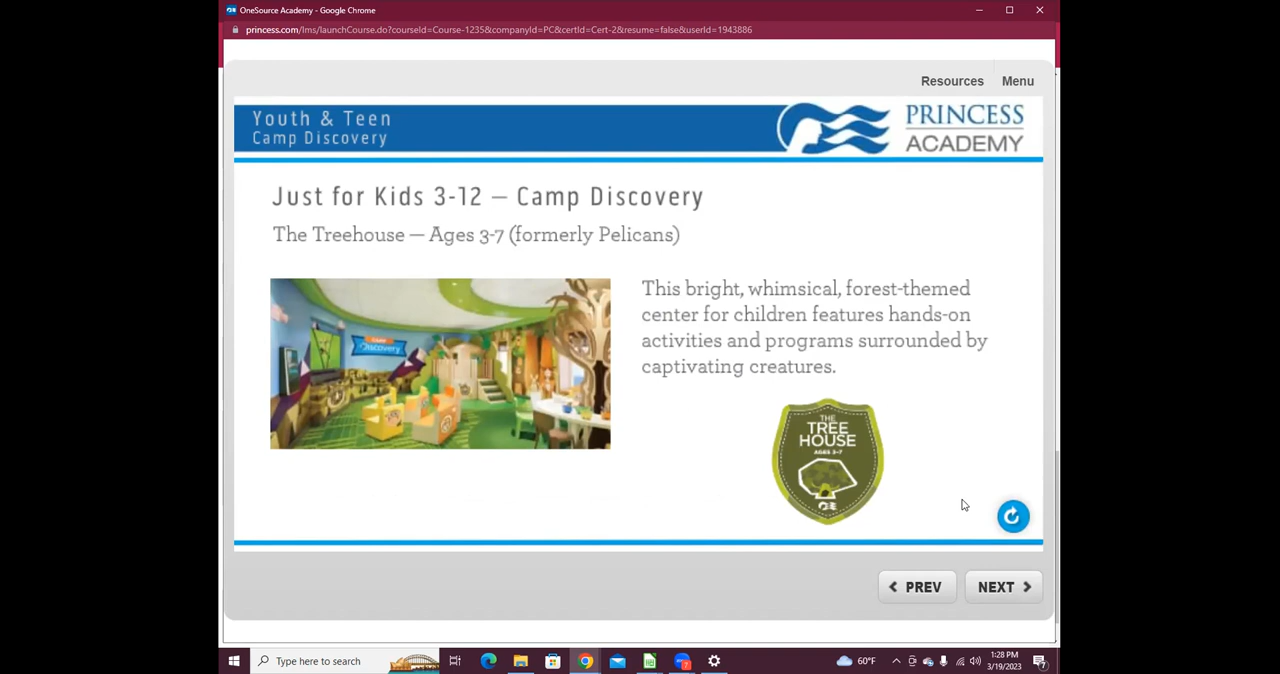 OneSource Academy - Google Chrome
princess.com/lms/launchCourse.do?courseId=Course-1235&companyId=PC&certId=Cert-2&resume=false&userId=1943886
Resources Menu
Youth & Teen
Camp Discovery
PRINCESS
ACADEMY
Just for Kids 3-12 – Camp Discovery
The Treehouse — Ages 3-7 (formerly Pelicans)
Discovery
This bright, whimsical, forest-themed
center for children features hands-on
activities and programs surrounded by
captivating creatures.
THE
TREE
HOUSE
AGES 3-7
PREV NEXT
Type here to search
60°F
1:28 PM
3/19/2023